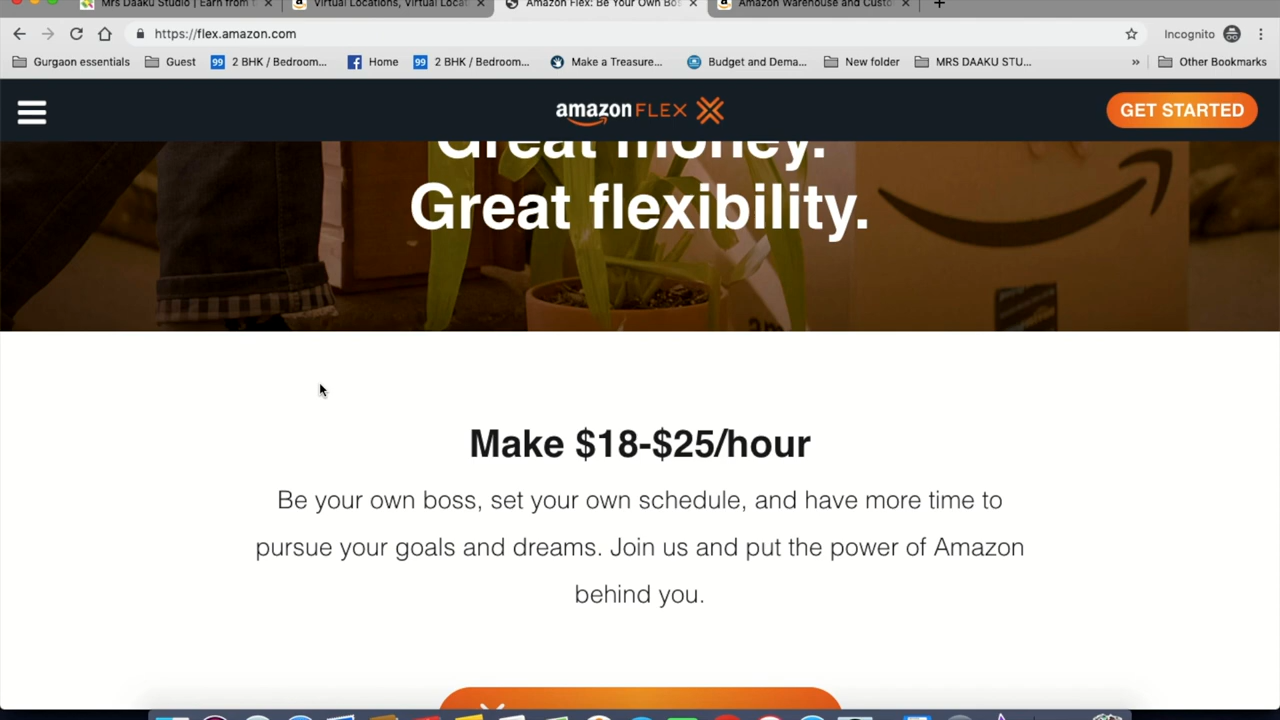 Mrs Daaku Studio | Earn from
Virtual Locations, Virtual Locat
Amazon Flex: Be Your Own Bos
Amazon Warehouse and Custo
https://flex.amazon.com
Incognito
Gurgaon essentials
Guest
99 2 BHK / Bedroom...
Home
99 2 BHK / Bedroom...
Make a Treasure...
Budget and Dema...
New folder
MRS DAAKU STU...
»
Other Bookmarks
amazon FLEX
GET STARTED
Great money.
Great flexibility.
Make $18-$25/hour
Be your own boss, set your own schedule, and have more time to
pursue your goals and dreams. Join us and put the power of Amazon
behind you.